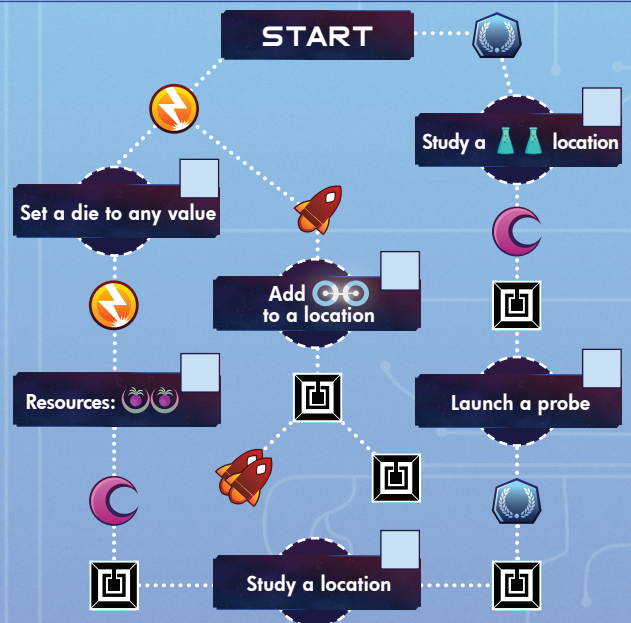 START
Study a location
Set a die to any value
Add
to a location
Resources:
Launch a probe
Study a location